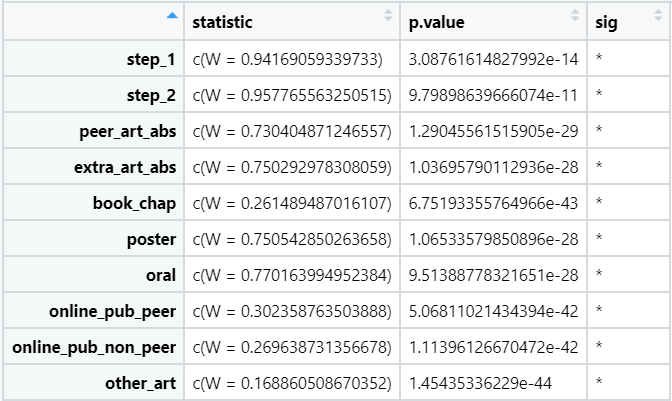 statistic p.value sig
step_1 c(W = 0.94169059339733) 3.08761614827992e-14 *
step_2 c(W = 0.957765563250515) 9.79898639666074e-11 *
peer_art_abs c(W = 0.730404871246557) 1.29045561515905e-29 *
extra_art_abs c(W = 0.750292978308059) 1.03695790112936e-28 *
book_chap c(W = 0.261489487016107) 6.75193355764966e-43 *
poster c(W = 0.750542850263658) 1.06533579850896e-28 *
oral c(W = 0.770163994952384) 9.51388778321651e-28 *
online_pub_peer c(W = 0.302358763503888) 5.06811021434394e-42 *
online_pub_non_peer c(W = 0.269638731356678) 1.11396126670472e-42 *
other_art c(W = 0.168860508670352) 1.45435336229e-44 *